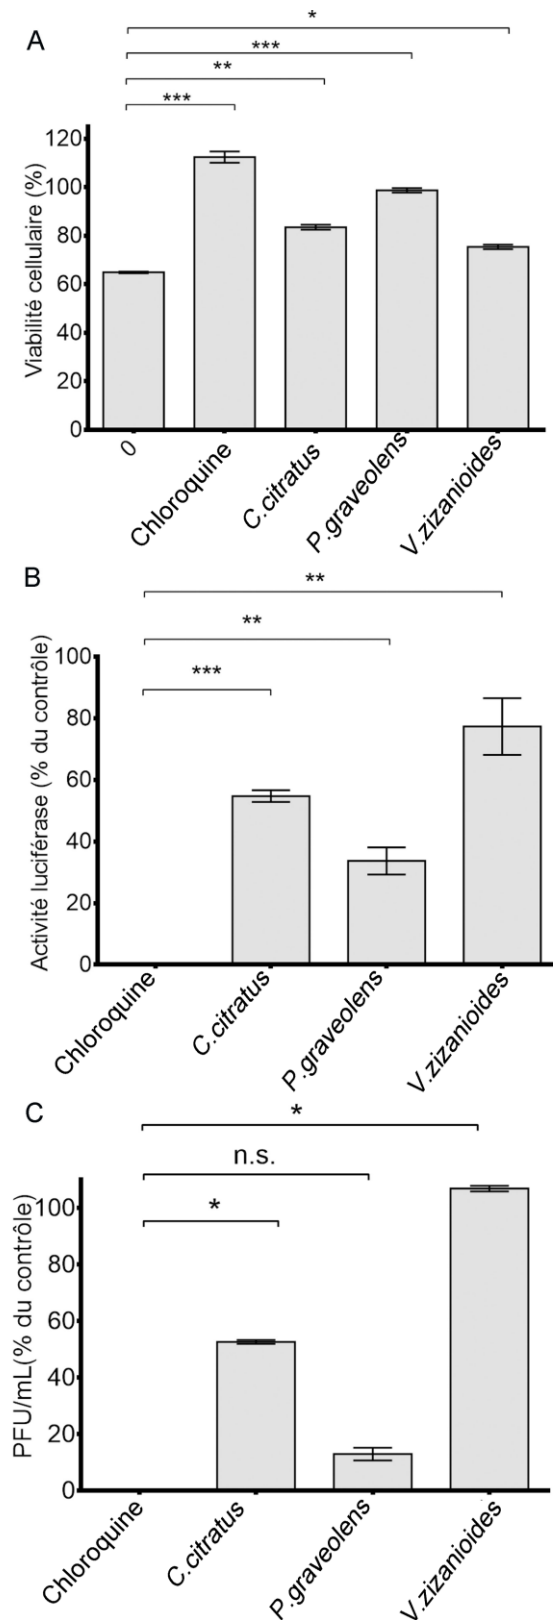 A
*
***
**
***
Viabilité cellulaire (%)
120
100
80
60
40
20
0
0
Chloroquine
C.citratus
P.graveolens
V.zizanioides
B
**
**
***
Activité luciférase (% du contrôle)
100
80
60
40
20
0
Chloroquine
C.citratus
P.graveolens
V.zizanioides
C
*
n.s.
*
PFU/mL(% du contrôle)
100
80
60
40
20
0
Chloroquine
C.citratus
P.graveolens
V.zizanioides